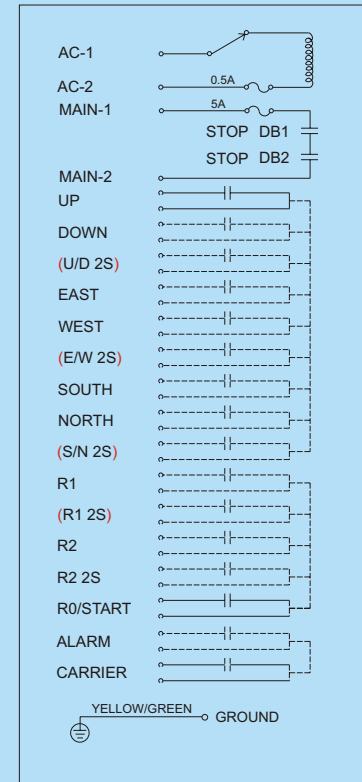 AC-1
AC-2 0.5A
MAIN-1 5A
STOP DB1
STOP DB2
MAIN-2
UP
DOWN
(U/D 2S)
EAST
WEST
(E/W 2S)
SOUTH
NORTH
(S/N 2S)
R1
(R1 2S)
R2
R2 2S
R0/START
ALARM
CARRIER
YELLOW/GREEN GROUND